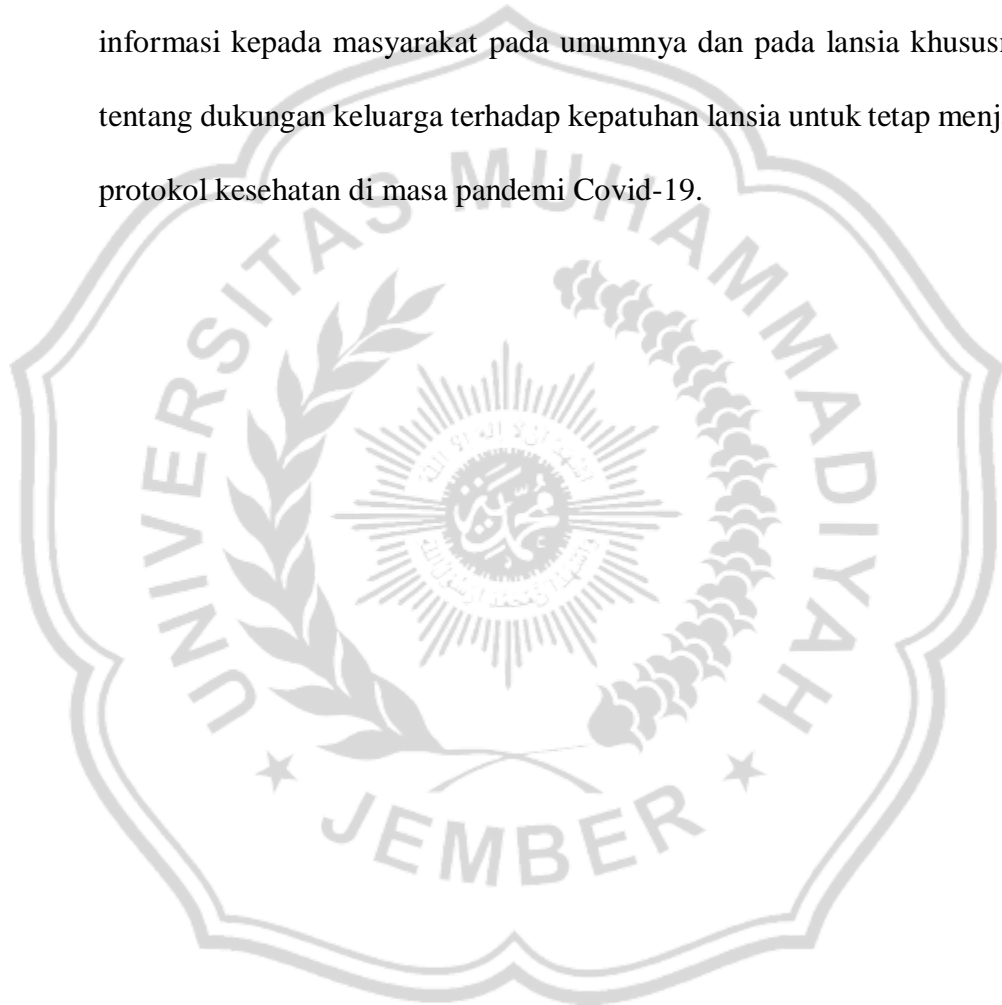 informasi kepada masyarakat pada umumnya dan pada lansia khususn
tentang dukungan keluarga terhadap kepatuhan lansia untuk tetap menj
protokol kesehatan di masa pandemi Covid-19.
UNIVERSITAS MUHAMMADIYAH
JEMBER